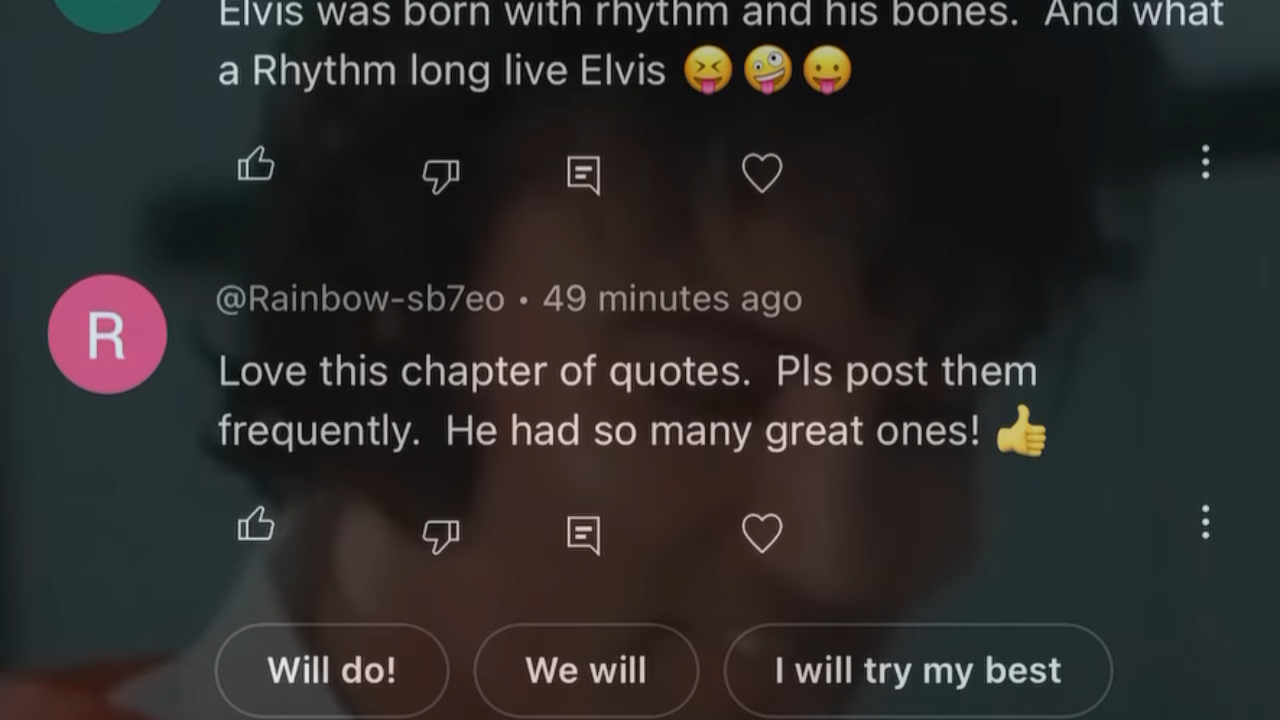 Elvis was born with rhythm and his bones.  And what
a Rhythm long live Elvis 😝🤪😛
R
@Rainbow-sb7eo • 49 minutes ago
Love this chapter of quotes.  Pls post them
frequently.  He had so many great ones! 👍
Will do!
We will
I will try my best